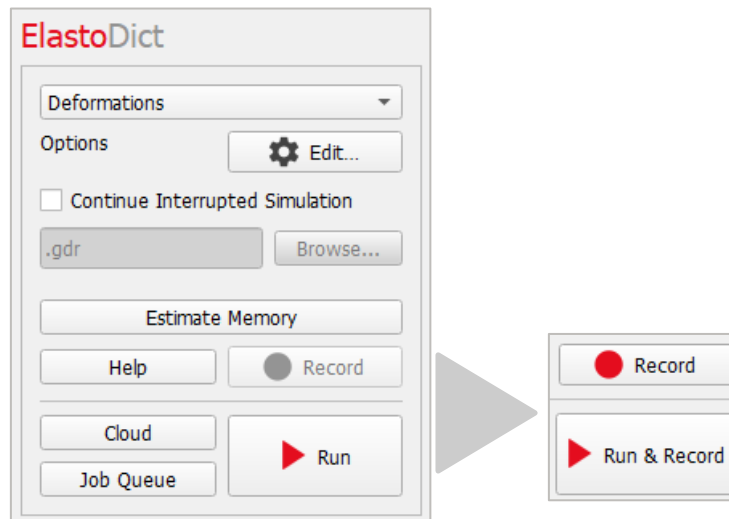 ElastoDict
Deformations
Options
Edit...
Continue Interrupted Simulation
.gdr
Browse...
Estimate Memory
Help
Record
Cloud
Run
Job Queue
Record
Run & Record